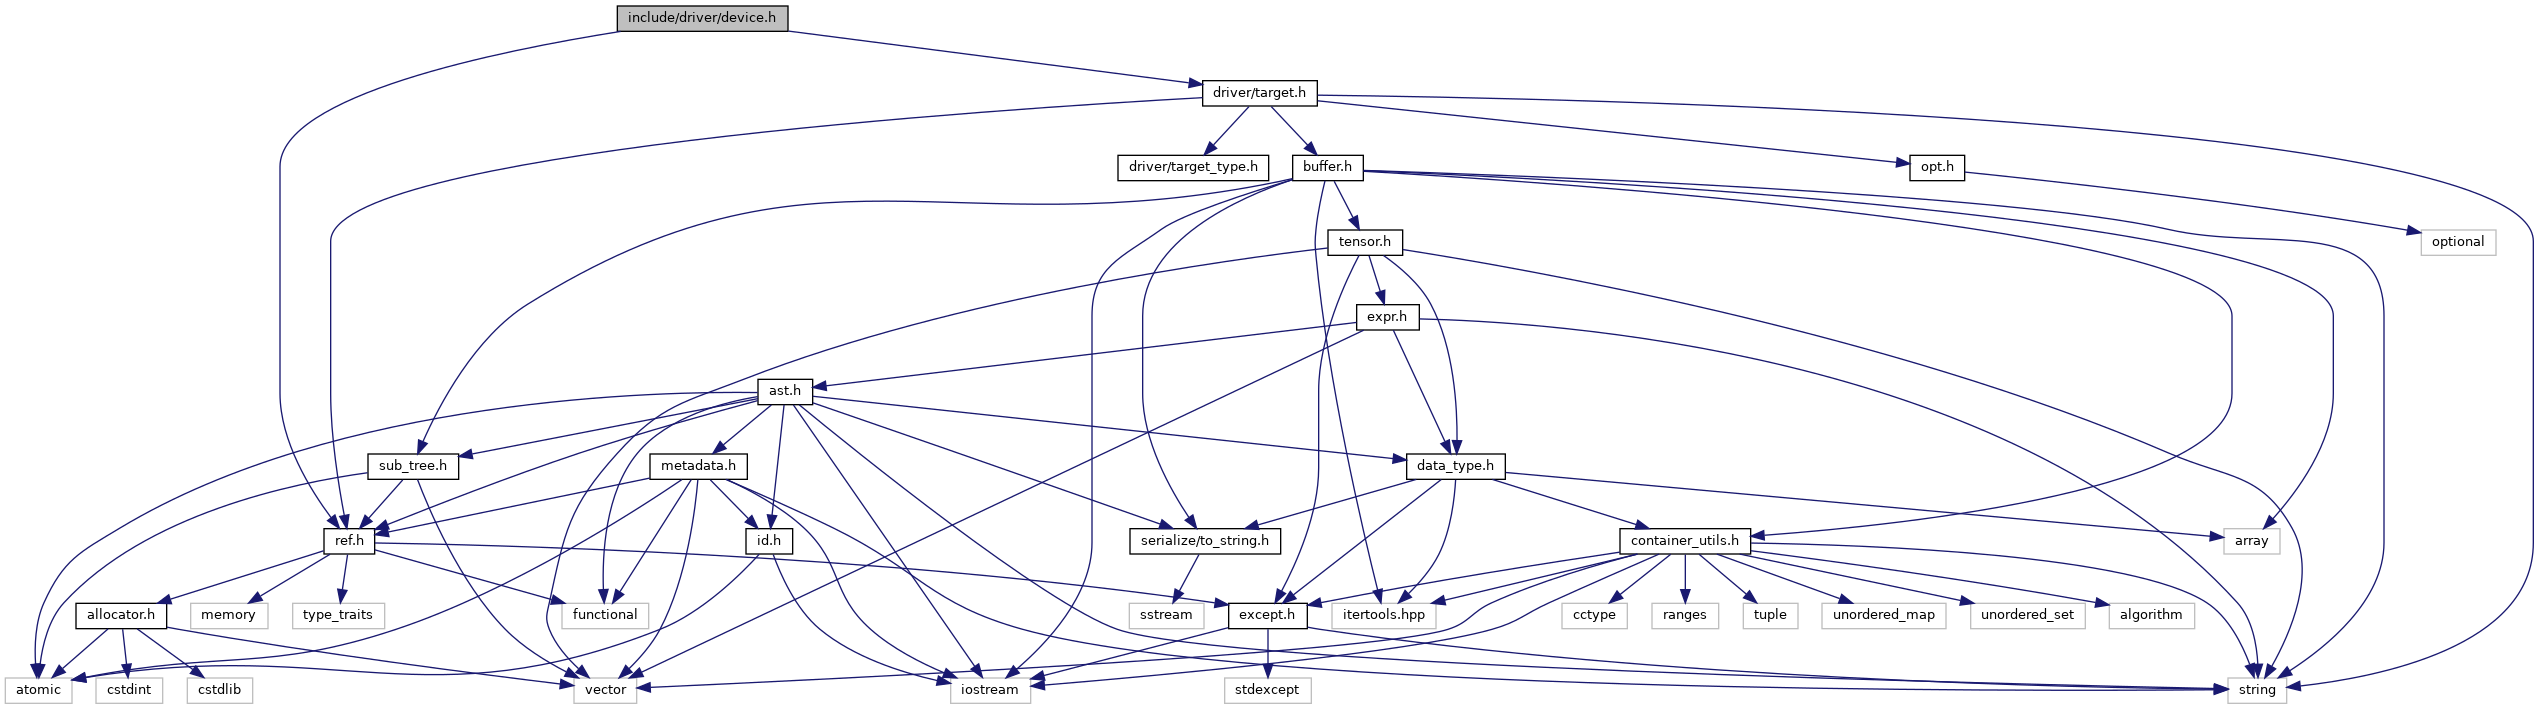 include/driver/device.h
driver/target.h
driver/target_type.h
buffer.h
opt.h
tensor.h
optional
expr.h
ast.h
sub_tree.h
metadata.h
data_type.h
ref.h
id.h
serialize/to_string.h
container_utils.h
array
allocator.h
memory
type_traits
functional
sstream
except.h
itertools.hpp
cctype
ranges
tuple
unordered_map
unordered_set
algorithm
atomic
cstdint
cstdlib
vector
iostream
stdexcept
string